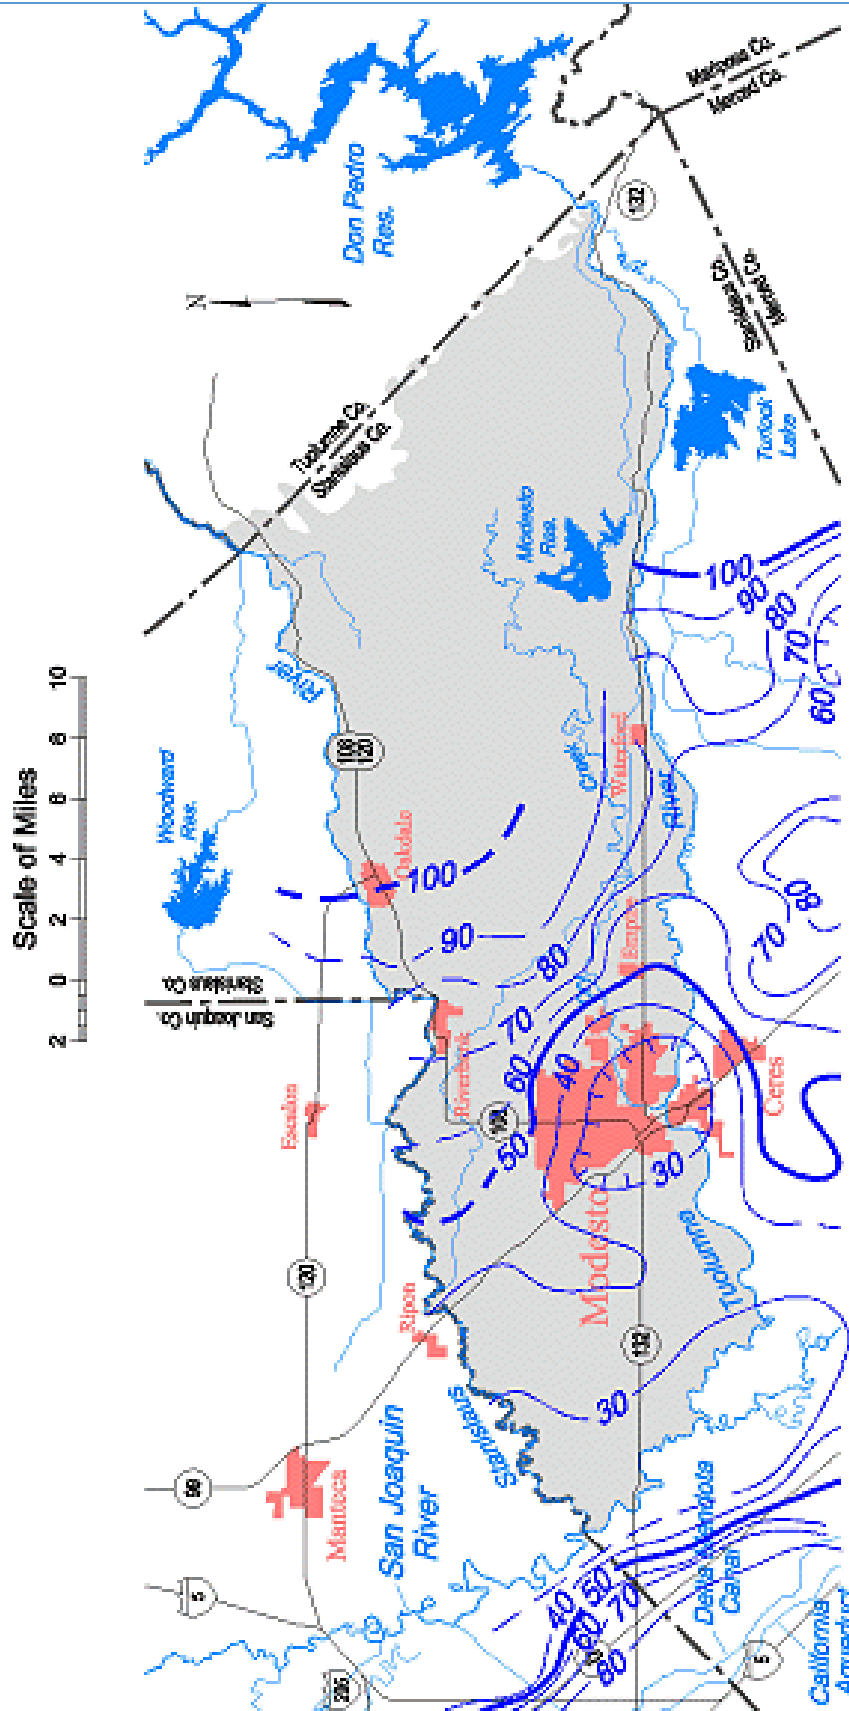 Scale of Miles
2 0 2 4 6 8 10
N
Woodward
Res.
Don Pedro
Res.
Tuolumne Co.
Stanislaus Co.
Mariposa Co.
Merced Co.
Stanislaus Co.
Merced Co.
San Joaquin Co.
Stanislaus Co.
Modesto
Res.
Turlock
Lake
132
108
120
River
Oakdale
100
90
80
70
60
50
40
30
Creek
Waterford
River
Empire
Riverbank
Escalon
108
120
Ripon
Modesto
Ceres
Tuolumne
132
30
Stanislaus
Manteca
99
San Joaquin
River
5
Delta Mendota
Canal
California
5
40
50
60
70
80
100
90
80
70
60
80
70